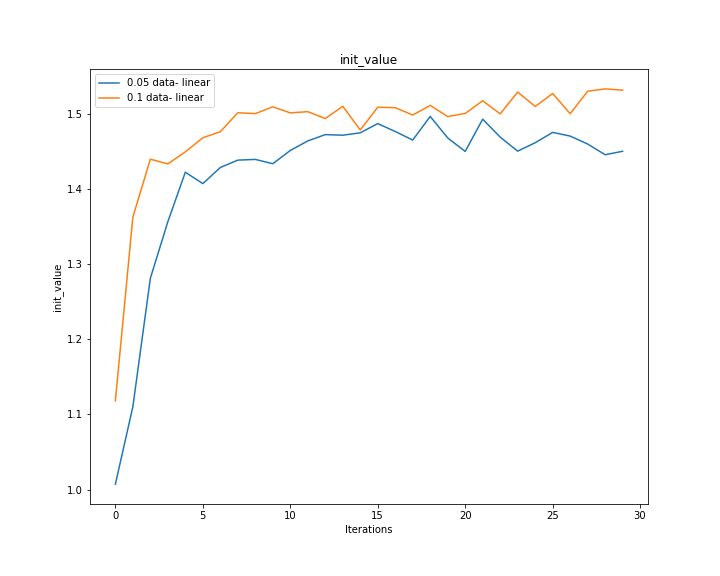 init_value
0.05 data- linear
0.1 data- linear
1.5
1.4
1.3
1.2
1.1
1.0
init_value
0 5 10 15 20 25 30
Iterations